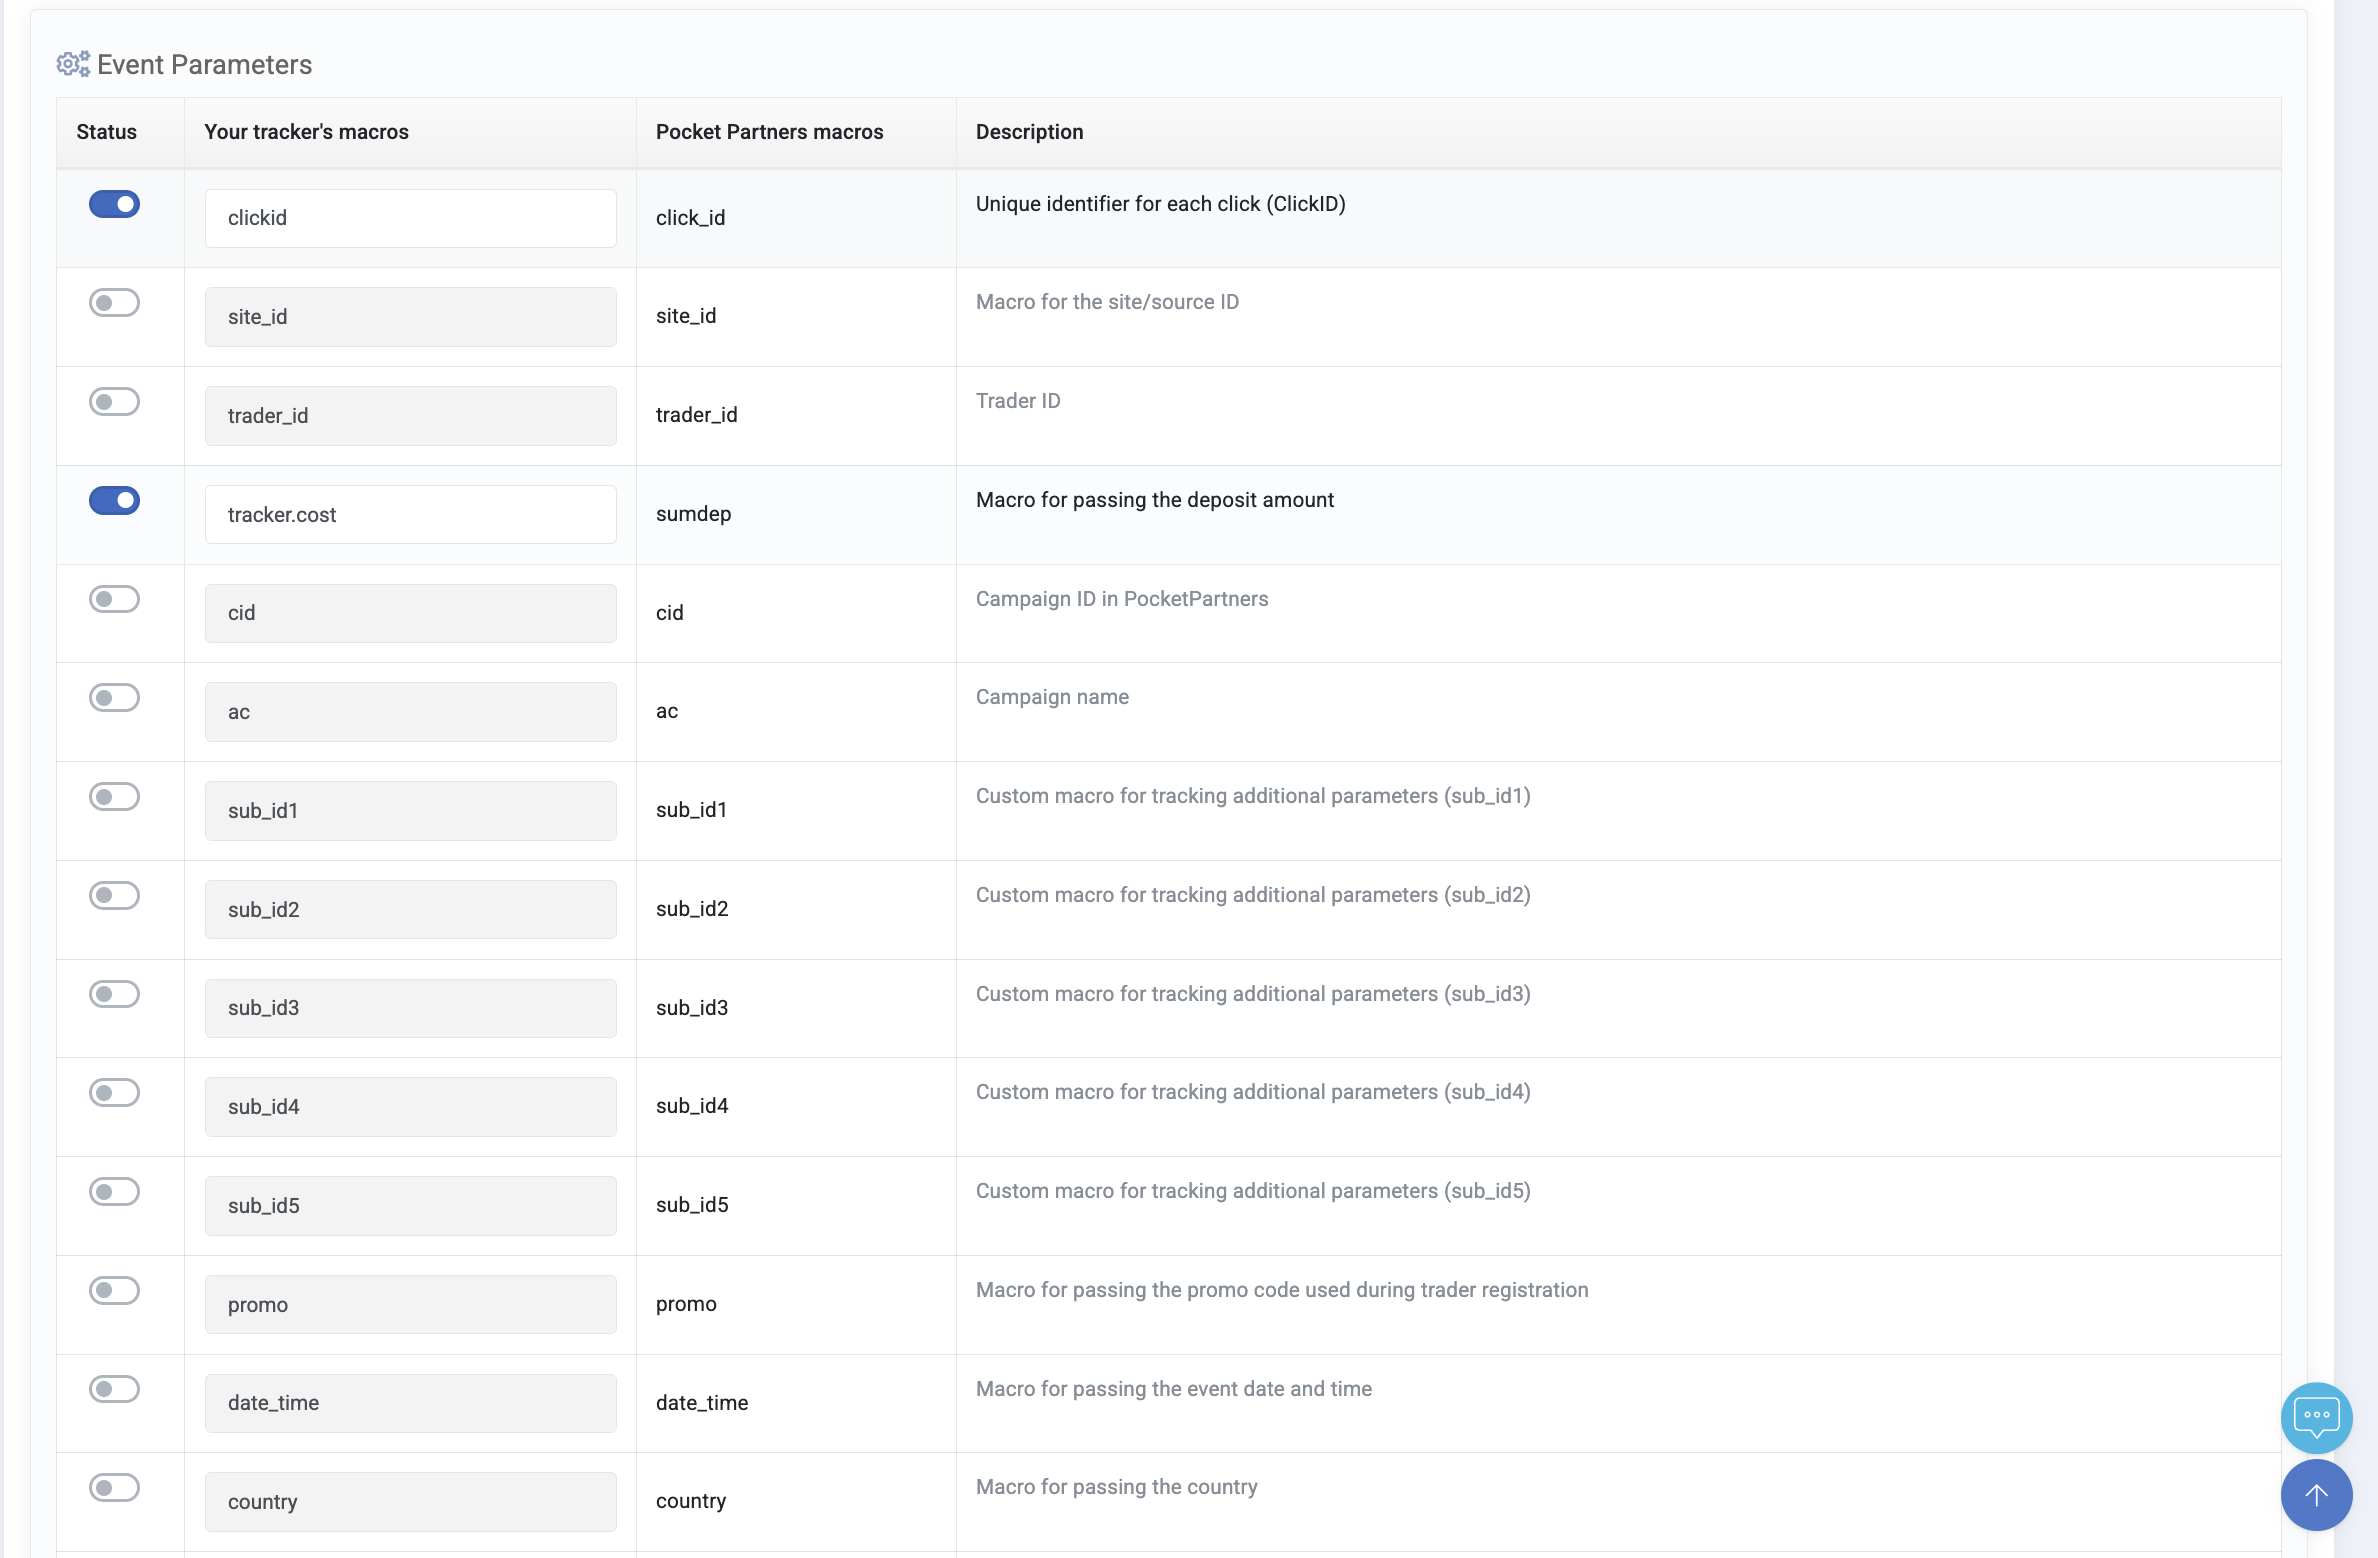 Event Parameters
Status Your tracker's macros Pocket Partners macros Description
clickid click_id Unique identifier for each click (ClickID)
site_id site_id Macro for the site/source ID
trader_id trader_id Trader ID
tracker.cost sumdep Macro for passing the deposit amount
cid cid Campaign ID in PocketPartners
ac ac Campaign name
sub_id1 sub_id1 Custom macro for tracking additional parameters (sub_id1)
sub_id2 sub_id2 Custom macro for tracking additional parameters (sub_id2)
sub_id3 sub_id3 Custom macro for tracking additional parameters (sub_id3)
sub_id4 sub_id4 Custom macro for tracking additional parameters (sub_id4)
sub_id5 sub_id5 Custom macro for tracking additional parameters (sub_id5)
promo promo Macro for passing the promo code used during trader registration
date_time date_time Macro for passing the event date and time
country country Macro for passing the country